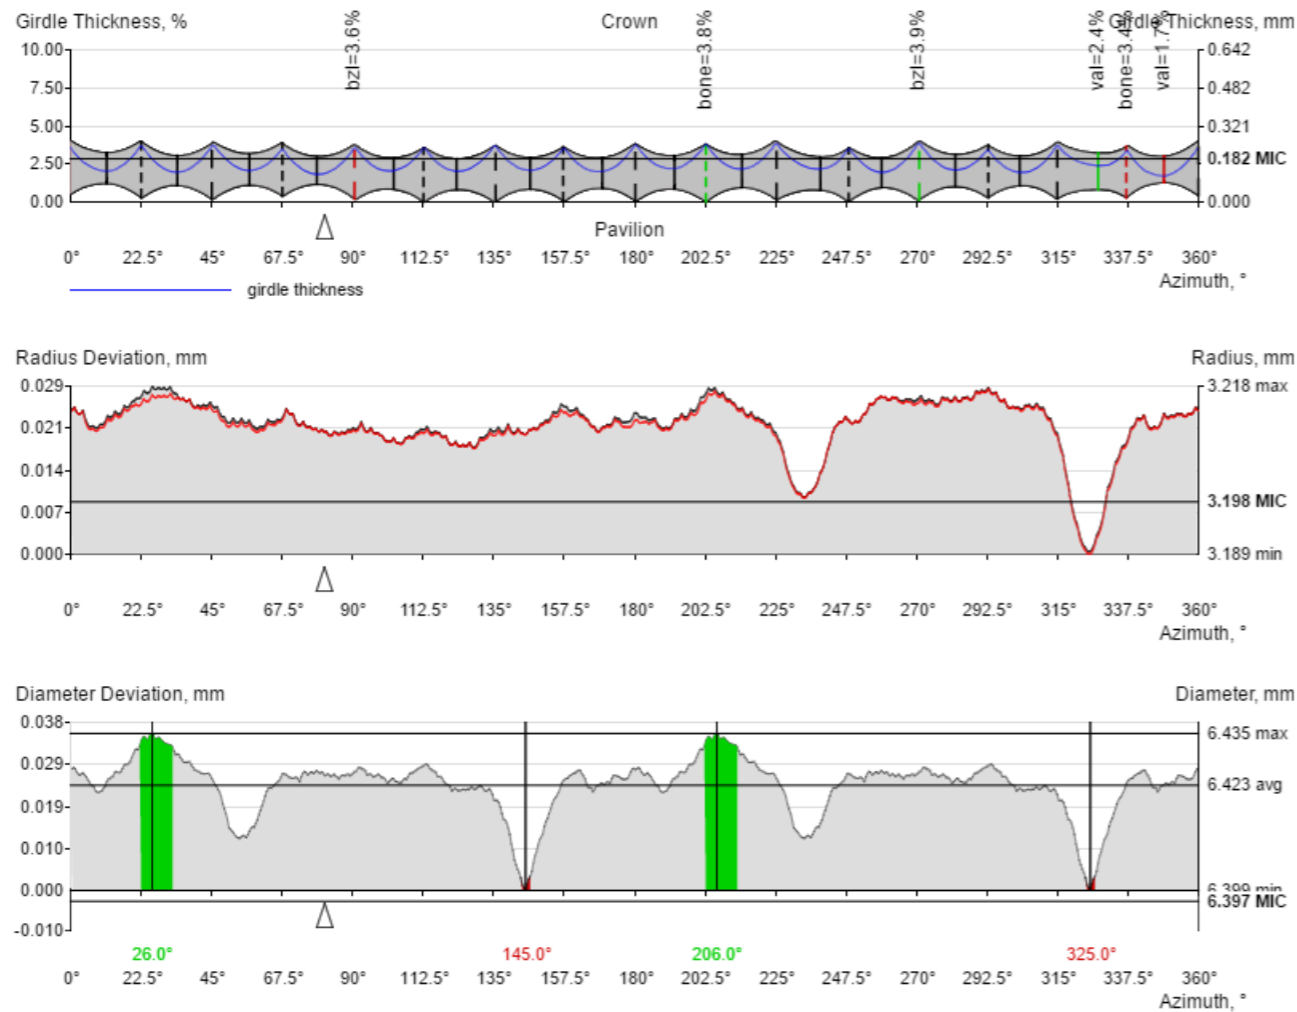 Girdle Thickness, %
Crown
Girdle Thickness, mm
bzl=3.6%
bone=3.8%
bzl=3.9%
val=2.4%
bone=3.4%
val=1.7%
10.00
7.50
5.00
2.50
0.00
0.642
0.482
0.321
0.182 MIC
0.000
Pavilion
0° 22.5° 45° 67.5° 90° 112.5° 135° 157.5° 180° 202.5° 225° 247.5° 270° 292.5° 315° 337.5° 360°
Azimuth, °
girdle thickness
Radius Deviation, mm
Radius, mm
0.029
0.021
0.014
0.007
0.000
3.218 max
3.198 MIC
3.189 min
0° 22.5° 45° 67.5° 90° 112.5° 135° 157.5° 180° 202.5° 225° 247.5° 270° 292.5° 315° 337.5° 360°
Azimuth, °
Diameter Deviation, mm
Diameter, mm
0.038
0.029
0.019
0.010
0.000
-0.010
6.435 max
6.423 avg
6.399 min
6.397 MIC
26.0° 145.0° 206.0° 325.0°
0° 22.5° 45° 67.5° 90° 112.5° 135° 157.5° 180° 202.5° 225° 247.5° 270° 292.5° 315° 337.5° 360°
Azimuth, °